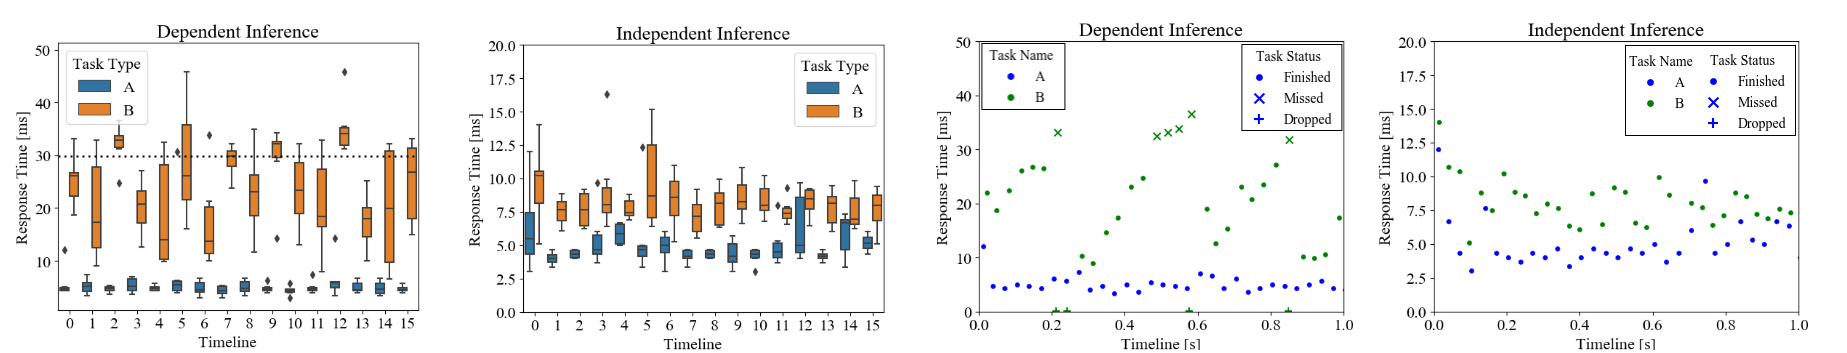 Dependent Inference
Response Time [ms]
50
40
30
20
10
Task Type
A
B
0 1 2 3 4 5 6 7 8 9 10 11 12 13 14 15
Timeline
Independent Inference
Response Time [ms]
20.0
17.5
15.0
12.5
10.0
7.5
5.0
2.5
0.0
Task Type
A
B
0 1 2 3 4 5 6 7 8 9 10 11 12 13 14 15
Timeline
Dependent Inference
Response Time [ms]
50
40
30
20
10
0
Task Name
A
B
Task Status
Finished
Missed
Dropped
0.0 0.2 0.4 0.6 0.8 1.0
Timeline [s]
Independent Inference
Response Time [ms]
20.0
17.5
15.0
12.5
10.0
7.5
5.0
2.5
0.0
Task Name
A
B
Task Status
Finished
Missed
Dropped
0.0 0.2 0.4 0.6 0.8 1.0
Timeline [s]